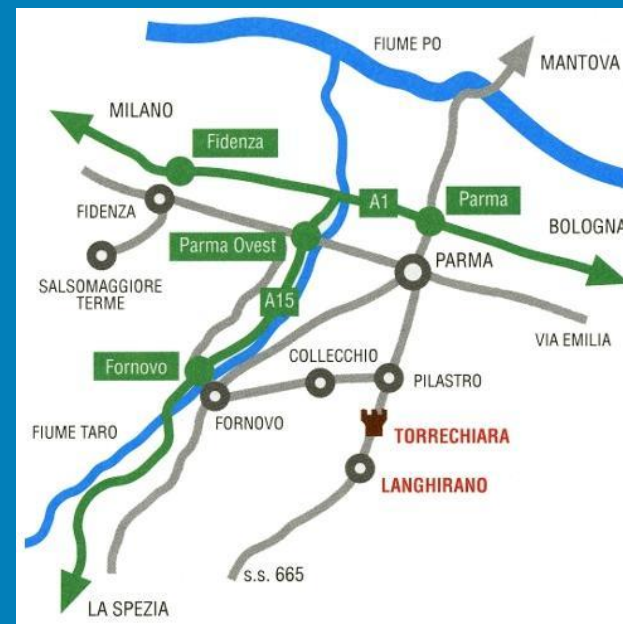 FIUME PO
MANTOVA
MILANO
Fidenza
A1
Parma
FIDENZA
BOLOGNA
Parma Ovest
PARMA
SALSOMAGGIORE
TERME
A15
VIA EMILIA
COLLECCHIO
Fornovo
PILASTRO
FORNOVO
FIUME TARO
TORRECHIARA
LANGHIRANO
s.s. 665
LA SPEZIA